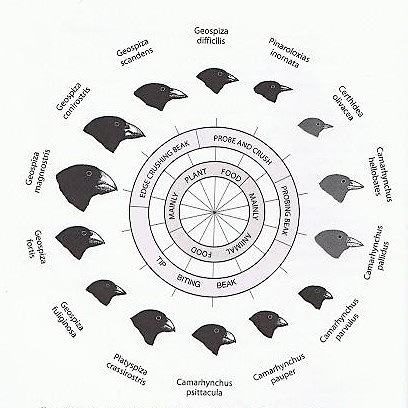 Geospiza
difficilis
Pinaroloxias
inornata
Certhidea
olivacea
Camarhynchus
heliobates
Camarhynchus
pallidus
Camarhynchus
parvulus
Camarhynchus
pauper
Camarhynchus
psittacula
Platyspiza
crassirostris
Geospiza
fuliginosa
Geospiza
fortis
Geospiza
magnirostris
Geospiza
conirostris
Geospiza
scandens
EDGE CRUSHING BEAK
PROBE AND CRUSH
PROBING BEAK
TIP BITING BEAK
MAINLY PLANT FOOD
MAINLY ANIMAL FOOD